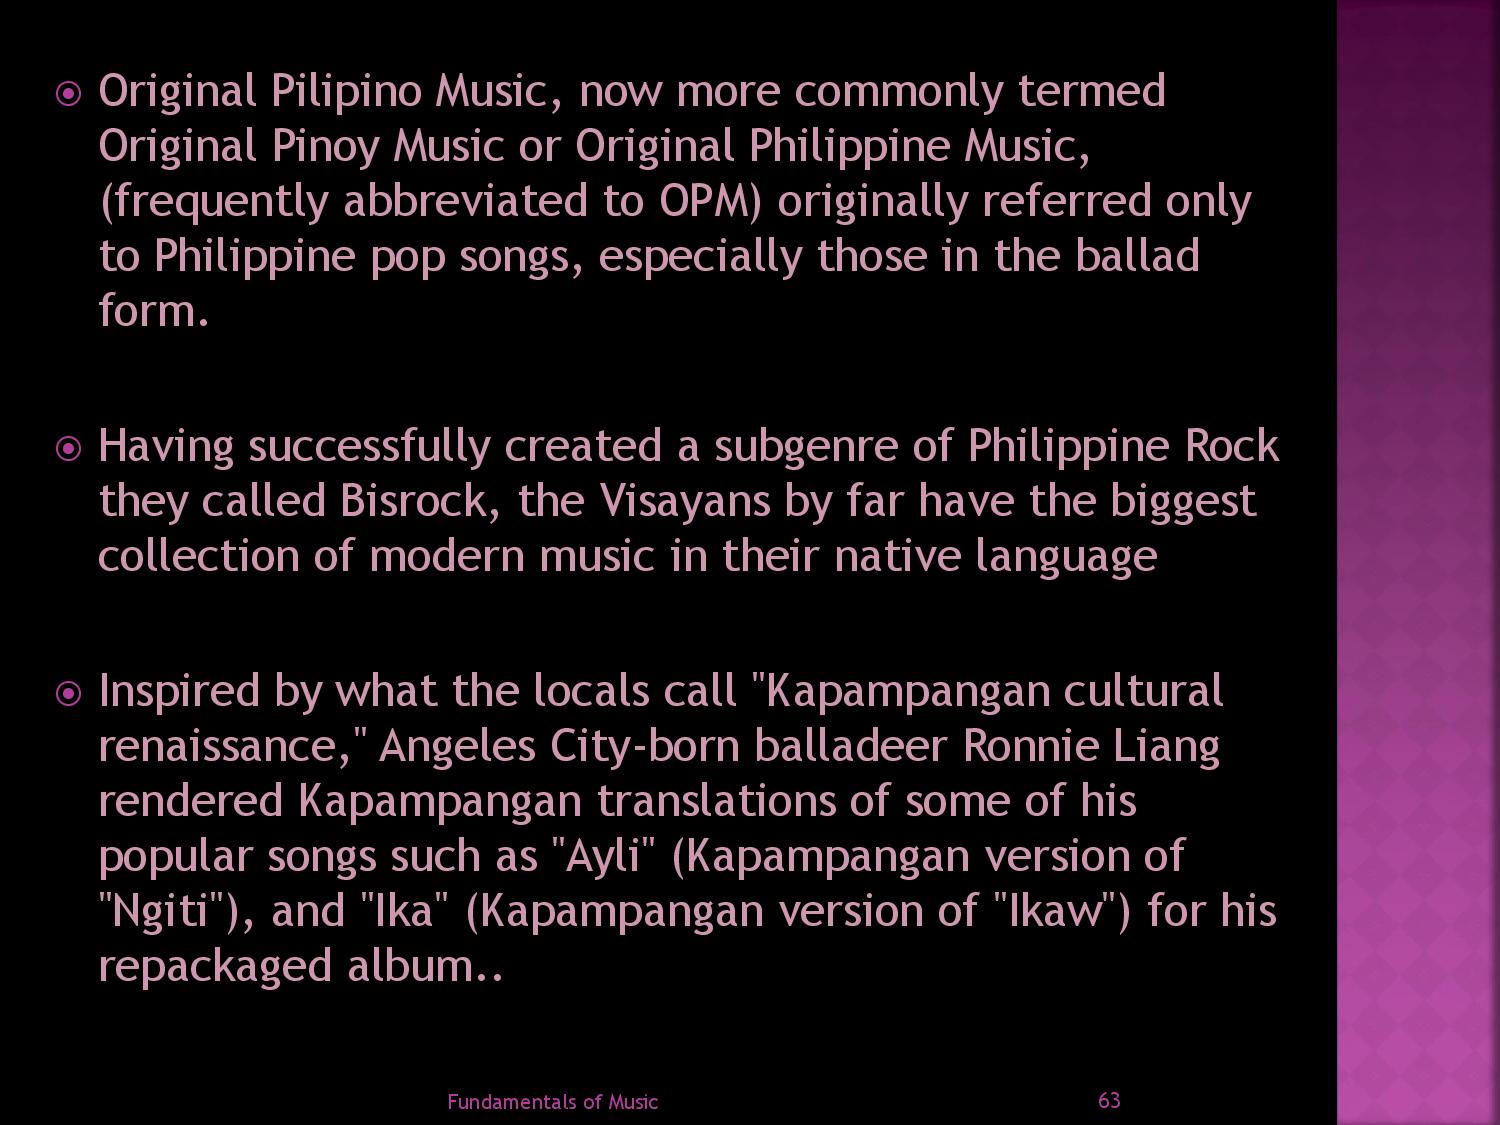 Original Pilipino Music, now more commonly termed
Original Pinoy Music or Original Philippine Music,
(frequently abbreviated to OPM) originally referred only
to Philippine pop songs, especially those in the ballad
form.
Having successfully created a subgenre of Philippine Rock
they called Bisrock, the Visayans by far have the biggest
collection of modern music in their native language
Inspired by what the locals call "Kapampangan cultural
renaissance," Angeles City-born balladeer Ronnie Liang
rendered Kapampangan translations of some of his
popular songs such as "Ayli" (Kapampangan version of
"Ngiti"), and "Ika" (Kapampangan version of "Ikaw") for his
repackaged album..
Fundamentals of Music 63